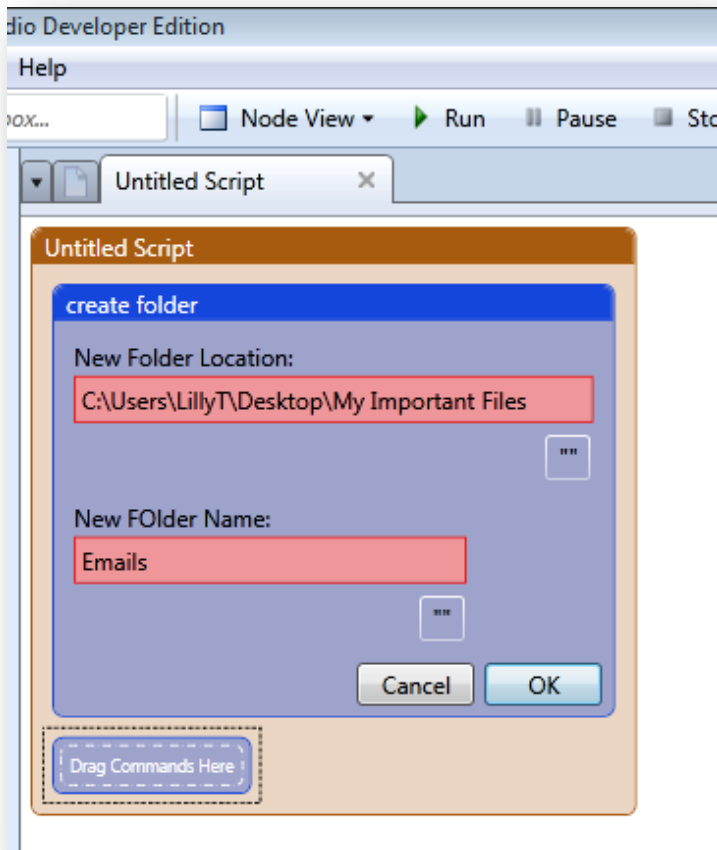 dio Developer Edition
Help
box... Node View Run Pause Sto
Untitled Script
Untitled Script
create folder
New Folder Location:
C:\Users\LillyT\Desktop\My Important Files
""
New FOlder Name:
Emails
""
Cancel OK
Drag Commands Here